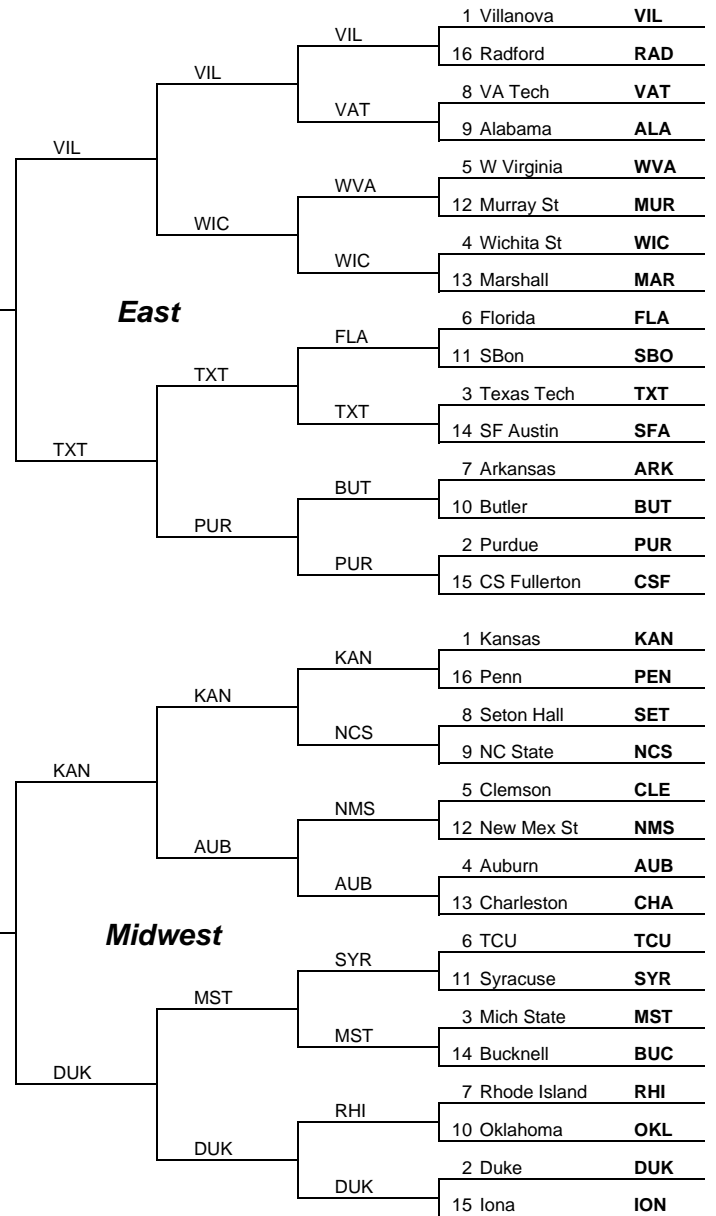 1 Villanova VIL
VIL
16 Radford RAD
VIL
8 VA Tech VAT
VAT
9 Alabama ALA
VIL
5 W Virginia WVA
WVA
12 Murray St MUR
WIC
4 Wichita St WIC
WIC
13 Marshall MAR
East
6 Florida FLA
FLA
11 SBon SBO
TXT
3 Texas Tech TXT
TXT
14 SF Austin SFA
TXT
7 Arkansas ARK
BUT
10 Butler BUT
PUR
2 Purdue PUR
PUR
15 CS Fullerton CSF
1 Kansas KAN
KAN
16 Penn PEN
KAN
8 Seton Hall SET
NCS
9 NC State NCS
KAN
5 Clemson CLE
NMS
12 New Mex St NMS
AUB
4 Auburn AUB
AUB
13 Charleston CHA
Midwest
6 TCU TCU
SYR
11 Syracuse SYR
MST
3 Mich State MST
MST
14 Bucknell BUC
DUK
7 Rhode Island RHI
RHI
10 Oklahoma OKL
DUK
2 Duke DUK
DUK
15 Iona ION